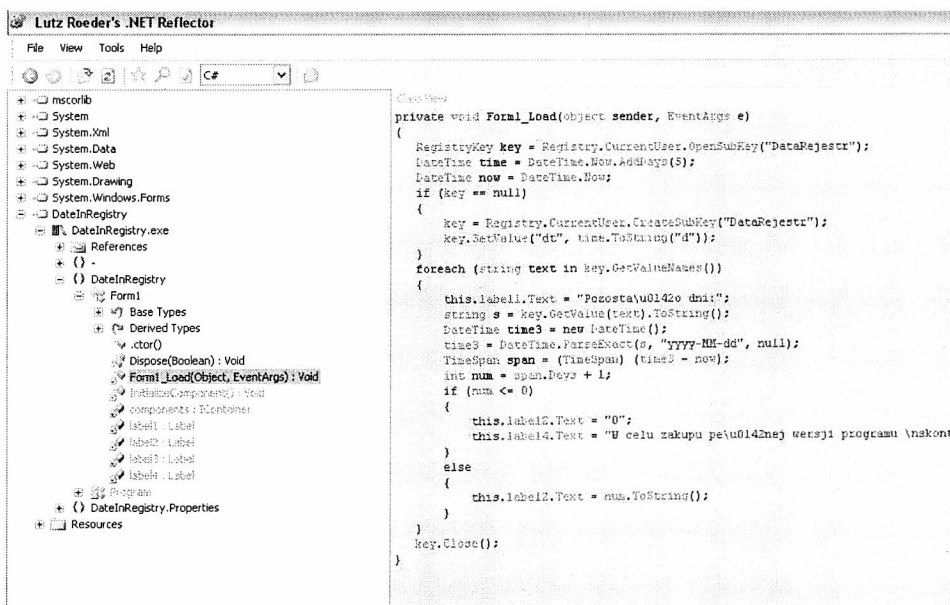 Lutz Roeder's .NET Reflector
File View Tools Help
C#
mscorlib
System
System.Xml
System.Data
System.Web
System.Drawing
System.Windows.Forms
DateInRegistry
DateInRegistry.exe
References
{} -
{} DateInRegistry
Form1
Base Types
Derived Types
.ctor()
Dispose(Boolean) : Void
Form1_Load(Object, EventArgs) : Void
InitializeComponent() : Void
components : IContainer
label1 : Label
label2 : Label
label3 : Label
label4 : Label
Program
{} DateInRegistry.Properties
Resources
Class View
private void Form1_Load(object sender, EventArgs e)
{
RegistryKey key = Registry.CurrentUser.OpenSubKey("DataRejestr");
DateTime time = DateTime.Now.AddDays(5);
DateTime now = DateTime.Now;
if (key == null)
{
key = Registry.CurrentUser.CreateSubKey("DataRejestr");
key.SetValue("dt", time.ToString("d"));
}
foreach (string text in key.GetValueNames())
{
this.label1.Text = "Pozosta\u0142o dni:";
string s = key.GetValue(text).ToString();
DateTime time3 = new DateTime();
time3 = DateTime.ParseExact(s, "yyyy-MM-dd", null);
TimeSpan span = (TimeSpan) (time3 - now);
int num = span.Days + 1;
if (num <= 0)
{
this.label2.Text = "0";
this.label4.Text = "W celu zakupu pe\u0142nej wersji programu \nskont
}
else
{
this.label2.Text = num.ToString();
}
}
key.Close();
}